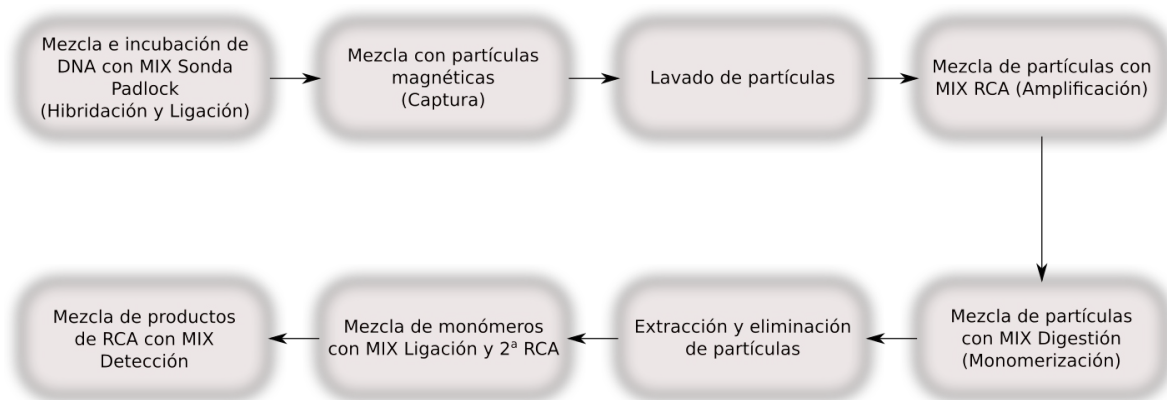 Mezcla e incubación de
DNA con MIX Sonda
Padlock
(Hibridación y Ligación)
Mezcla con partículas
magnéticas
(Captura)
Lavado de partículas
Mezcla de partículas con
MIX RCA (Amplificación)
Mezcla de partículas
con MIX Digestión
(Monomerización)
Extracción y eliminación
de partículas
Mezcla de monómeros
con MIX Ligación y 2ª RCA
Mezcla de productos
de RCA con MIX
Detección